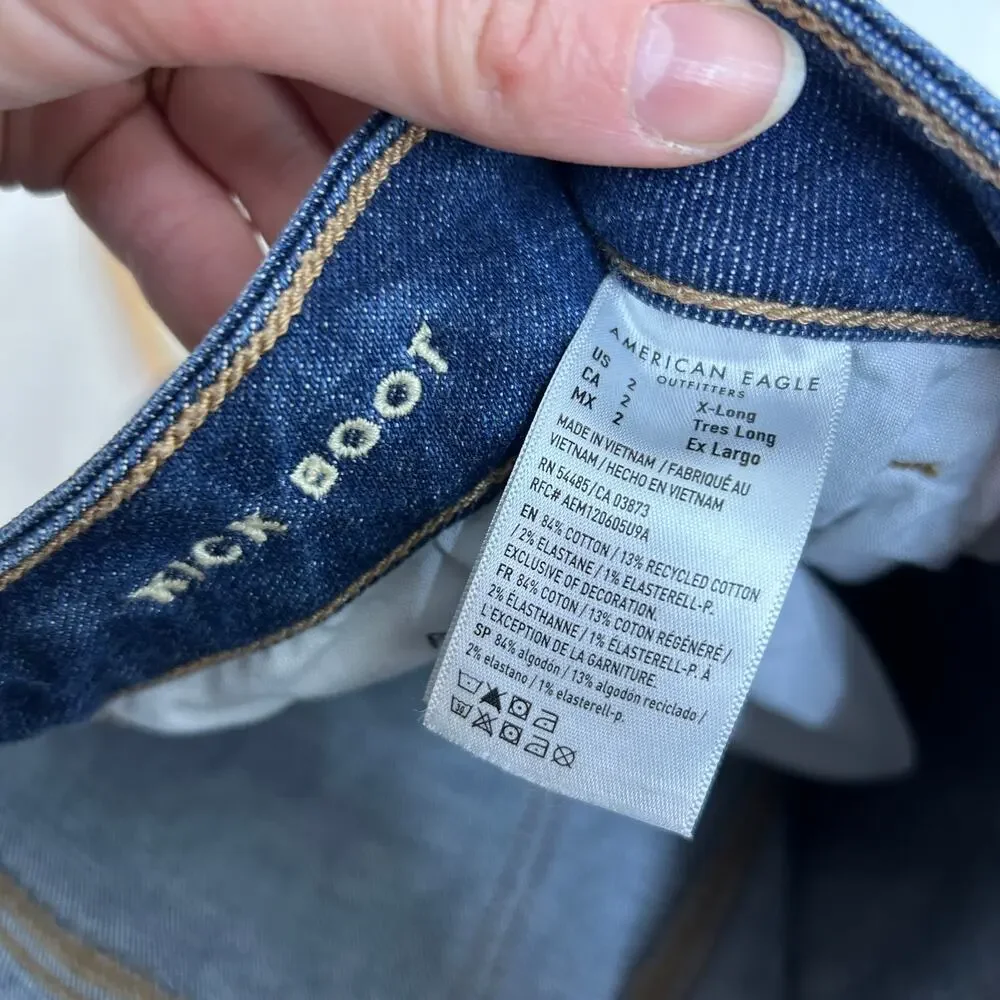 KICK BOOT
AMERICAN EAGLE
OUTFITTERS
US 2 X-Long
CA 2 Tres Long
MX 2 Ex Largo
MADE IN VIETNAM / FABRIQUÉ AU
VIETNAM / HECHO EN VIETNAM
RN 54485/CA 03873
RFC# AEM120605U9A
EN 84% COTTON / 13% RECYCLED COTTON
/ 2% ELASTANE / 1% ELASTERELL-P.
EXCLUSIVE OF DECORATION.
FR 84% COTON / 13% COTON RÉGÉNÉRÉ /
2% ÉLASTHANNE / 1% ÉLASTERELL-P. À
L'EXCEPTION DE LA GARNITURE.
SP 84% algodón / 13% algodón reciclado /
2% elastano / 1% elasterell-p.